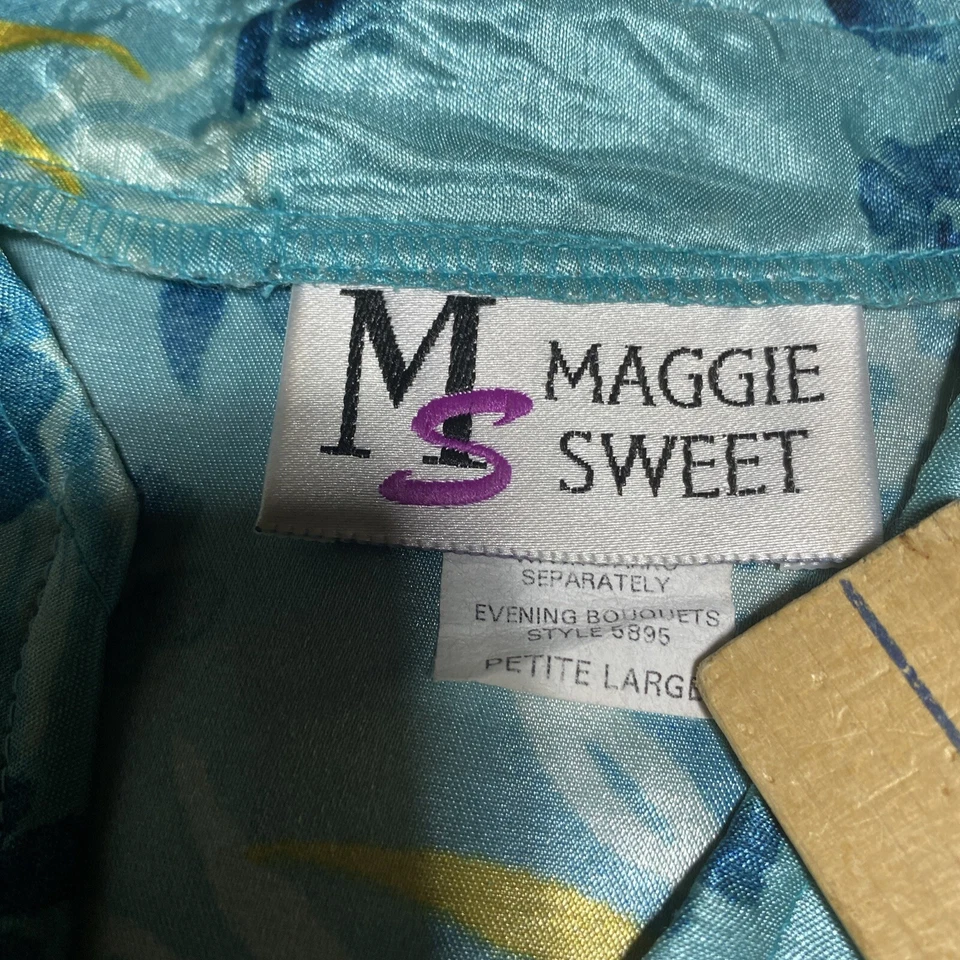 MS
MAGGIE
SWEET
SEPARATELY
EVENING BOUQUETS
STYLE 5895
PETITE LARGE